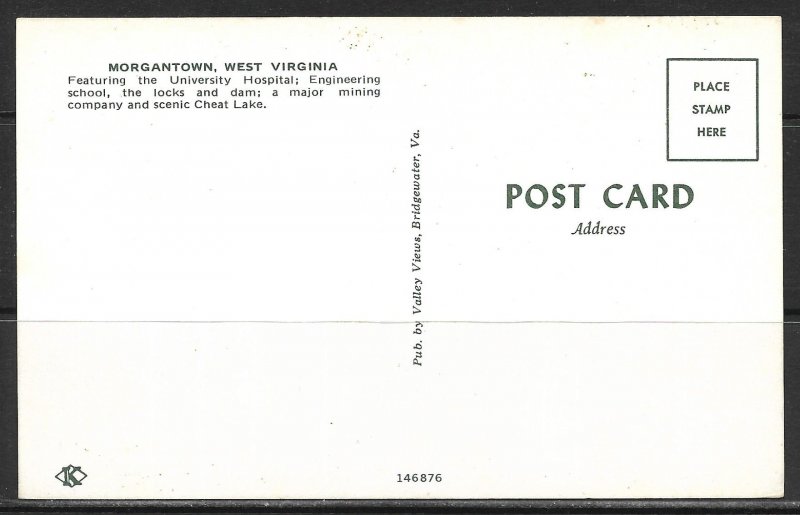 MORGANTOWN, WEST VIRGINIA
Featuring the University Hospital; Engineering
school, the locks and dam; a major mining
company and scenic Cheat Lake.
Pub. by Valley Views, Bridgewater, Va.
PLACE
STAMP
HERE
POST CARD
Address
K
146876